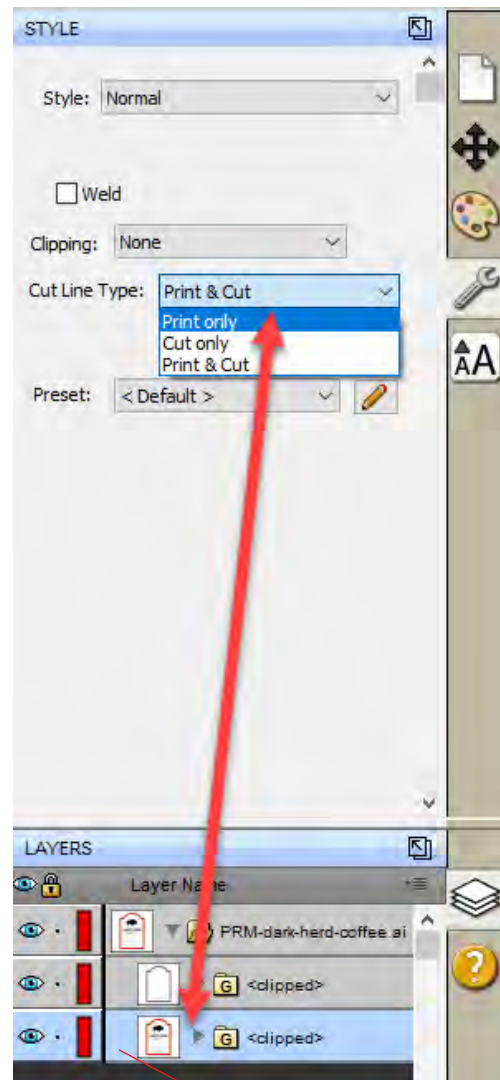 STYLE
Style: Normal
Weld
Clipping: None
Cut Line Type: Print & Cut
Print only
Cut only
Print & Cut
Preset: < Default >
AA
LAYERS
Layer Name
PRM-dark-herd-coffee.ai
G <clipped>
G <clipped>